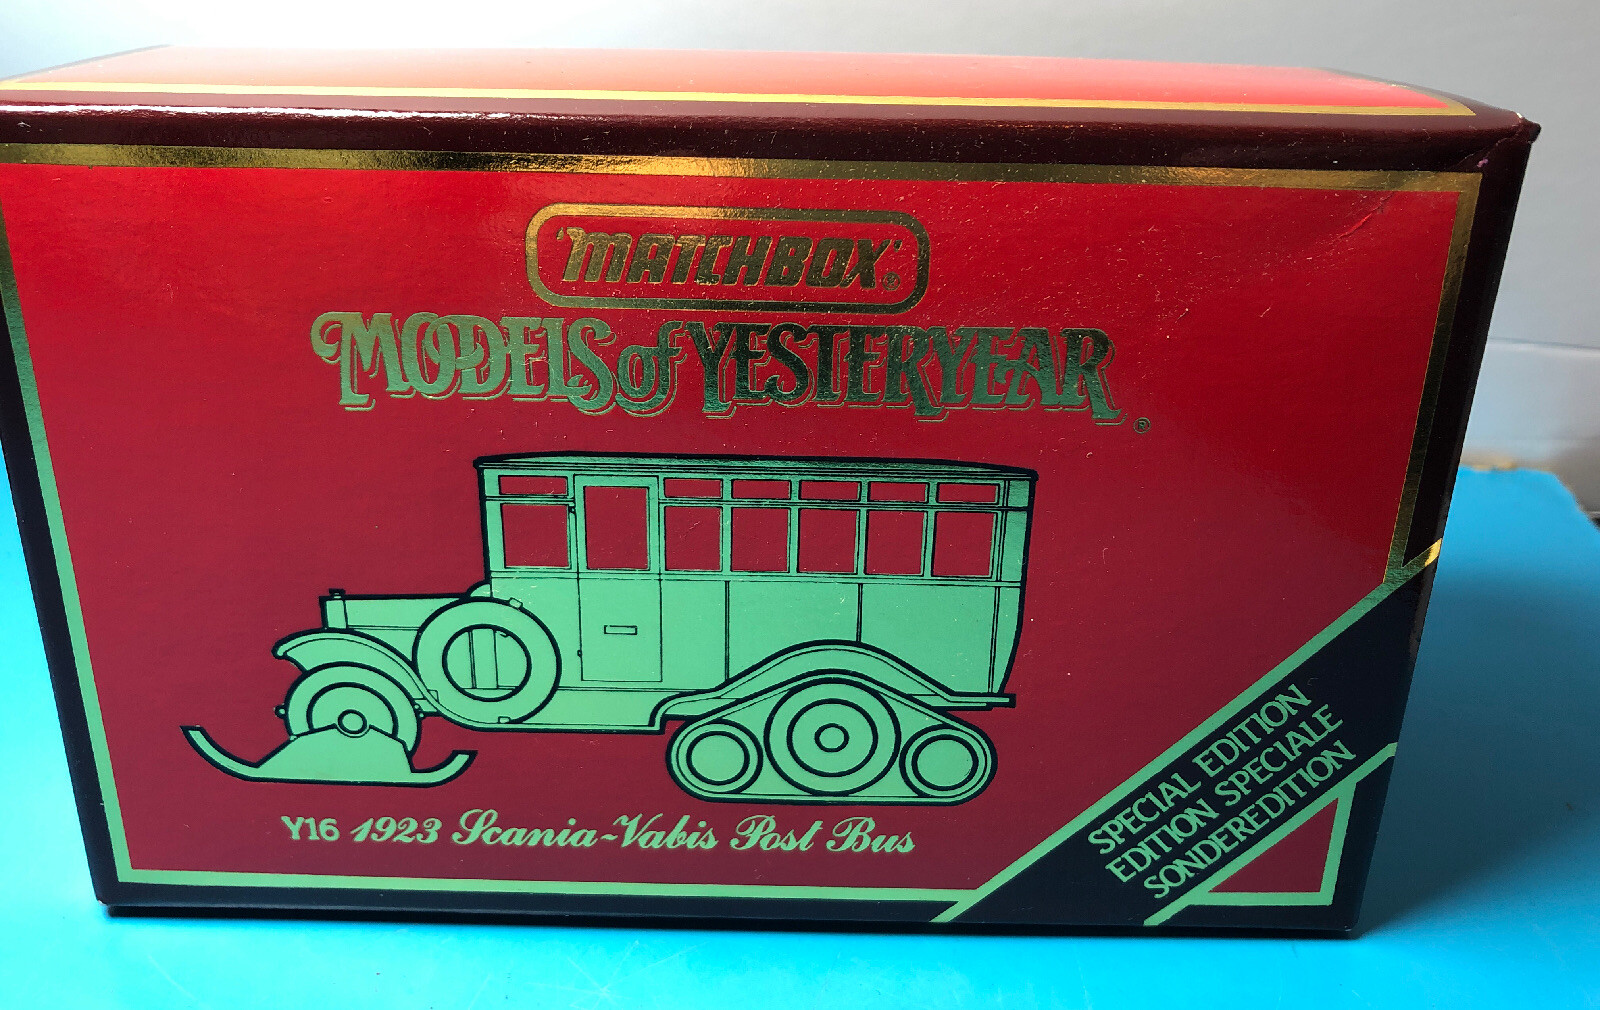 'MATCHBOX'®
MODELS of YESTERYEAR®
Y16 1923 Scania-Vabis Post Bus
SPECIAL EDITION
EDITION SPECIALE
SONDEREDITION